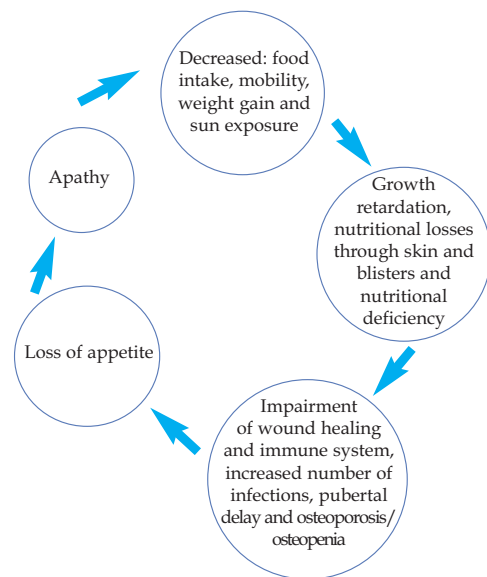 Decreased: food
intake, mobility,
weight gain and
sun exposure
Growth
retardation,
nutritional losses
through skin and
blisters and
nutritional
deficiency
Impairment
of wound healing
and immune system,
increased number of
infections, pubertal
delay and osteoporosis/
osteopenia
Loss of appetite
Apathy